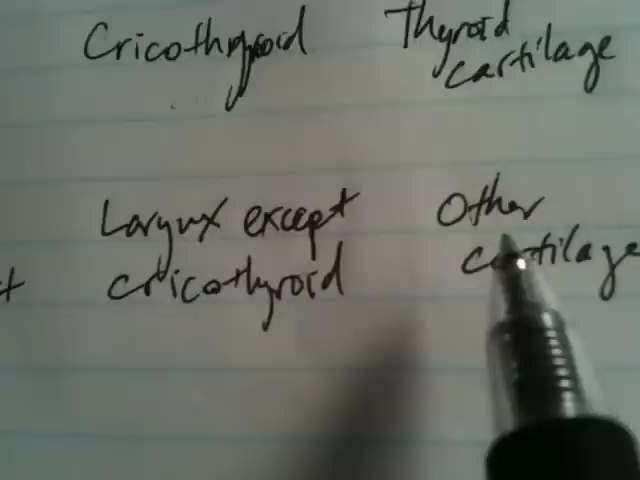 Cricothyroid Thyroid
cartilage
Larynx except Other
cricothyroid cartilage